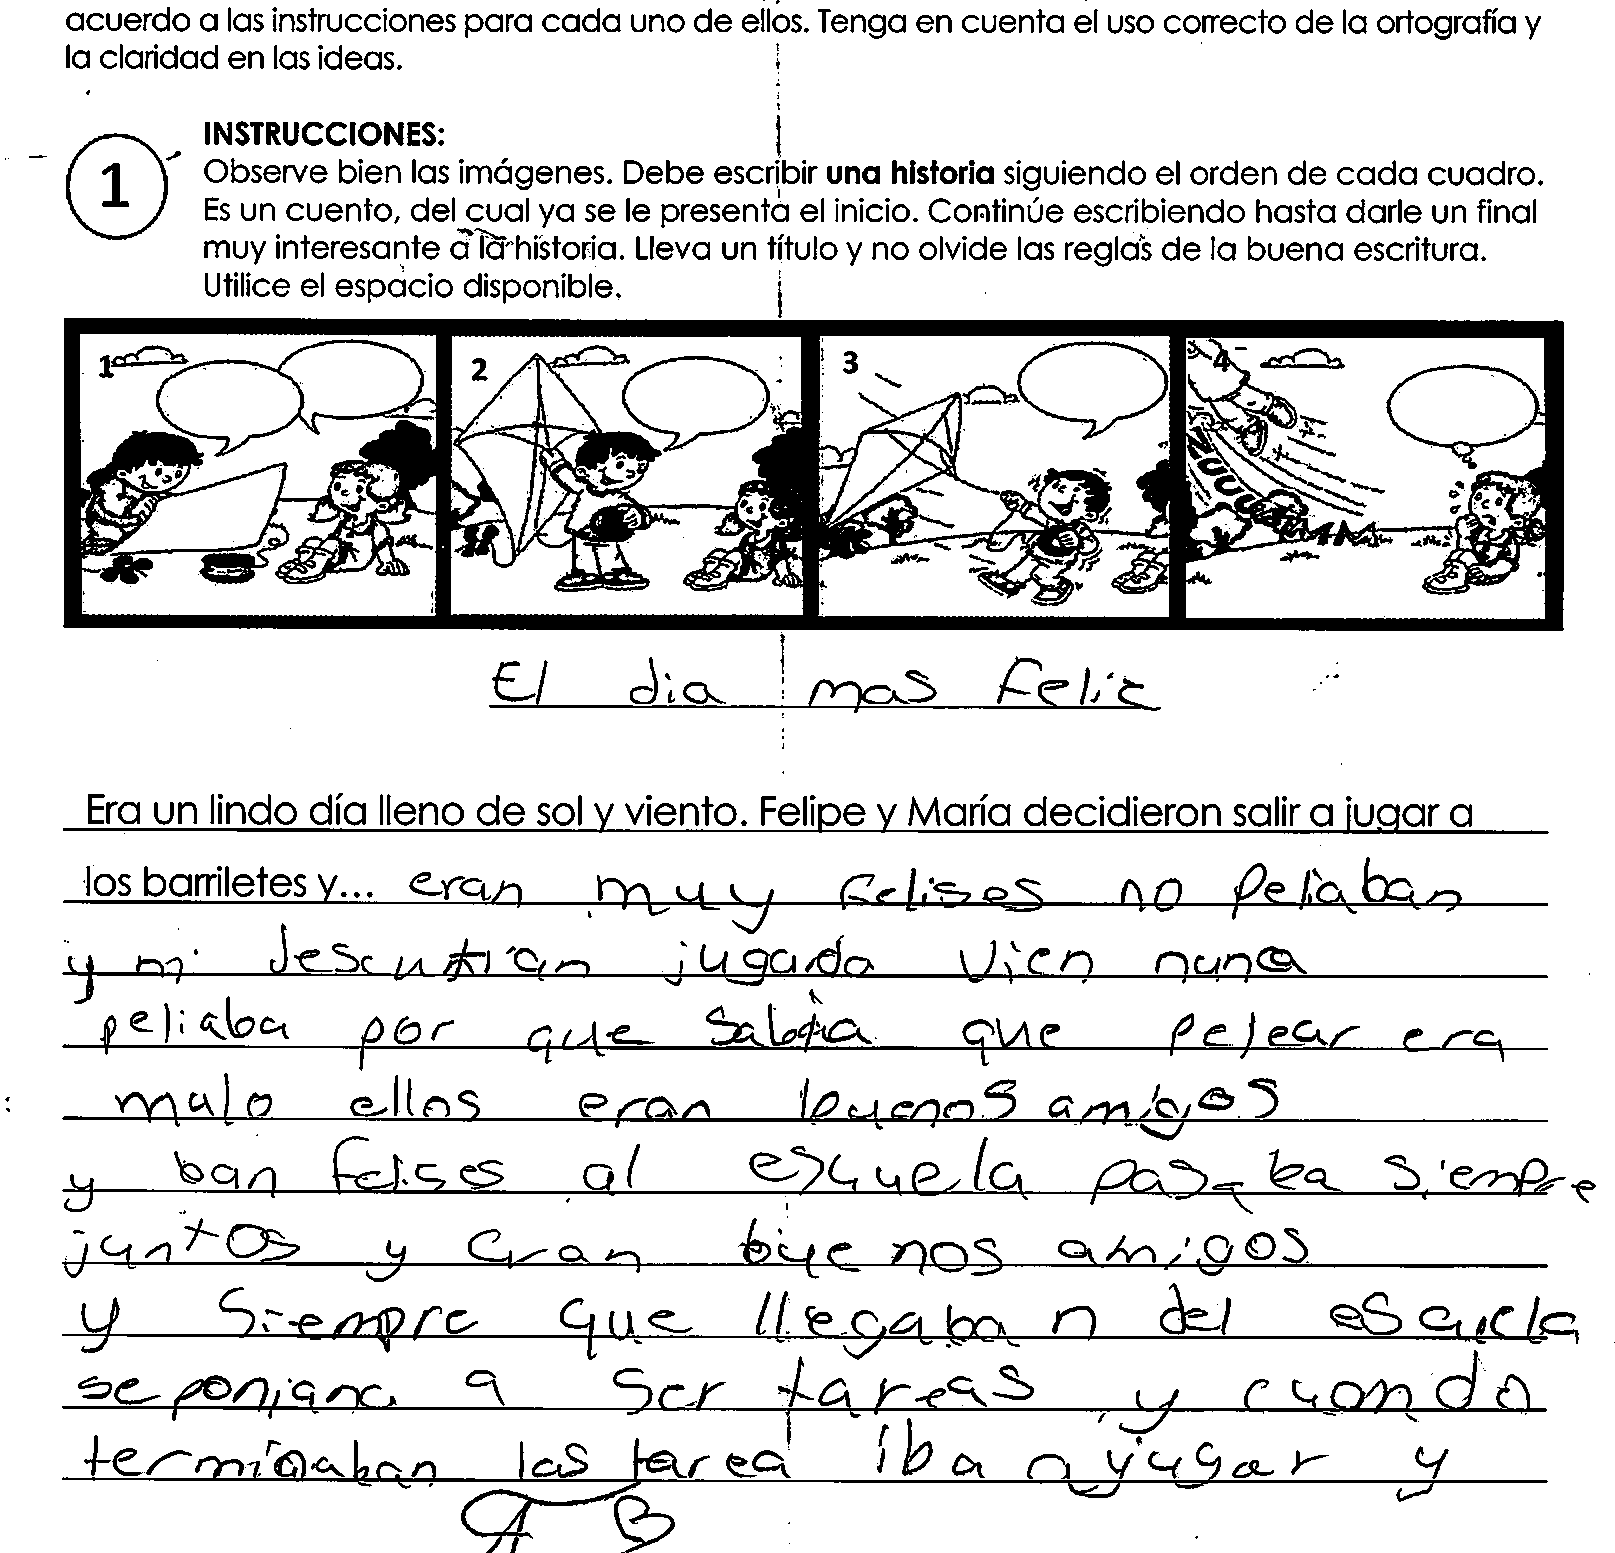 acuerdo a las instrucciones para cada uno de ellos. Tenga en cuenta el uso correcto de la ortografía y
la claridad en las ideas.
1
INSTRUCCIONES:
Observe bien las imágenes. Debe escribir una historia siguiendo el orden de cada cuadro.
Es un cuento, del cual ya se le presenta el inicio. Continúe escribiendo hasta darle un final
muy interesante a la historia. Lleva un título y no olvide las reglas de la buena escritura.
Utilice el espacio disponible.
1 2 3 4
El dia mas Feliz
Era un lindo día lleno de sol y viento. Felipe y María decidieron salir a jugar a
los barriletes y... eran muy Felises no peliaban
y ni descutian jugada vien nunca
peliaba por que Sabia que pelear era
malo ellos eran buenos amigos
y ban felises al escuela pasaba siempre
juntos y eran buenos amigos
y Siempre que llegaban del escuela
se poniana a ser tareas y cuando
terminaban las tarea iba a yugar y